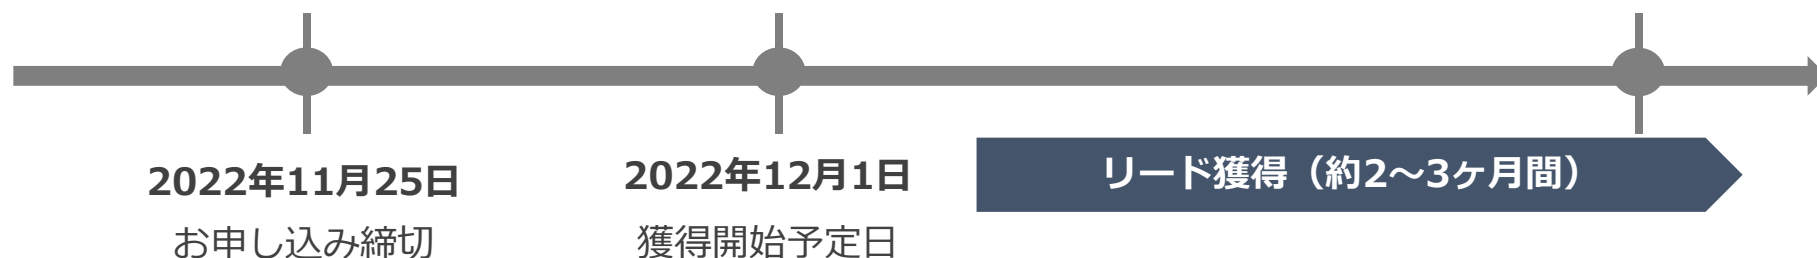 2022年11月25日
お申し込み締切
2022年12月1日
獲得開始予定日
リード獲得（約2～3ヶ月間）